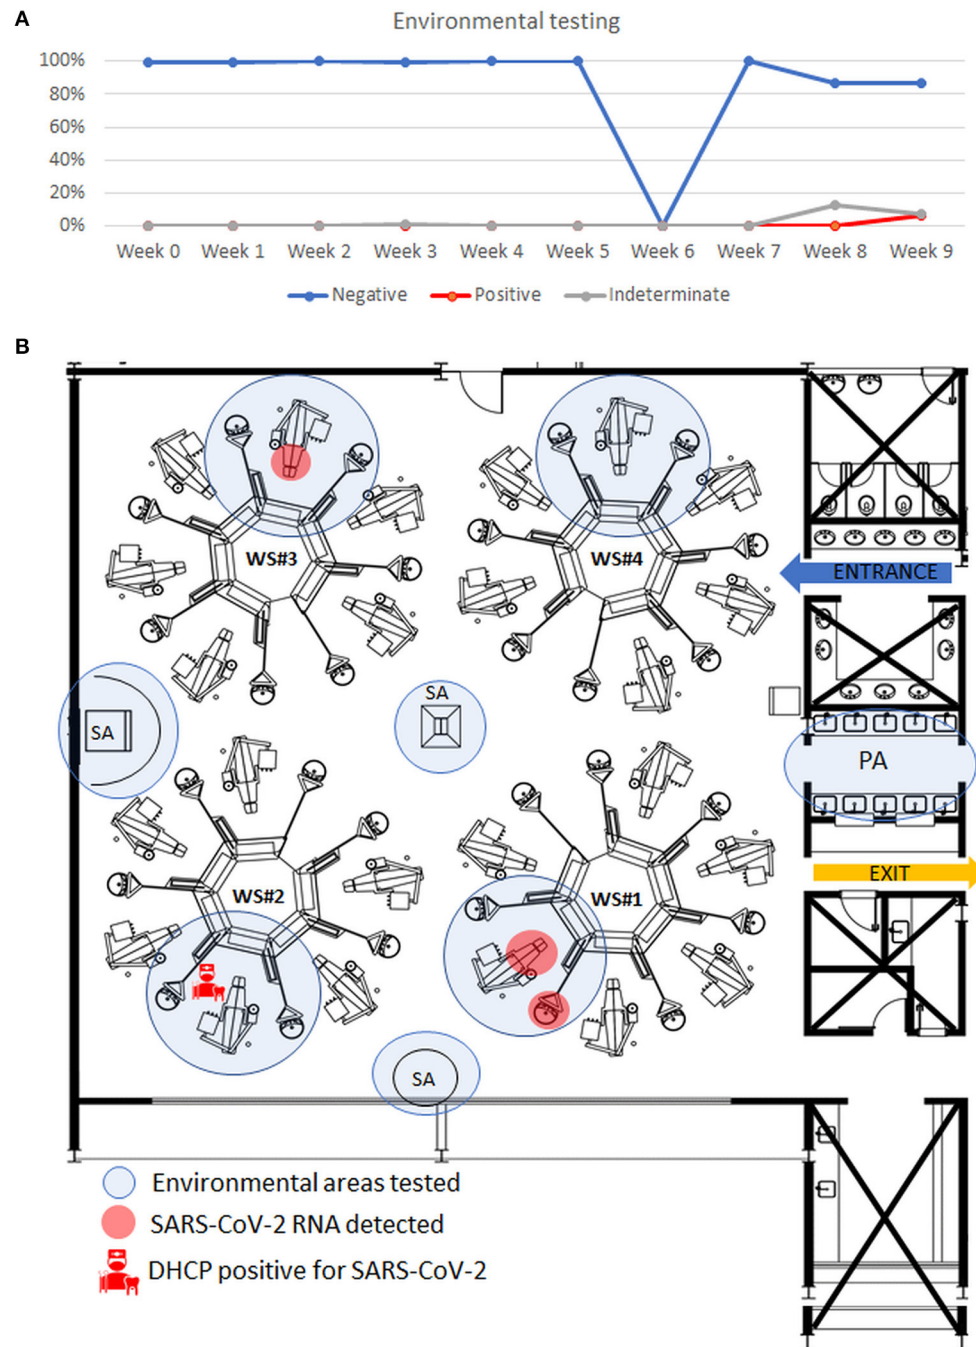 A
Environmental testing
100%
80%
60%
40%
20%
0%
Week 0 Week 1 Week 2 Week 3 Week 4 Week 5 Week 6 Week 7 Week 8 Week 9
Negative Positive Indeterminate
B
WS#3 WS#4
ENTRANCE
SA
SA
PA
EXIT
WS#2 WS#1
SA
Environmental areas tested
SARS-CoV-2 RNA detected
DHCP positive for SARS-CoV-2